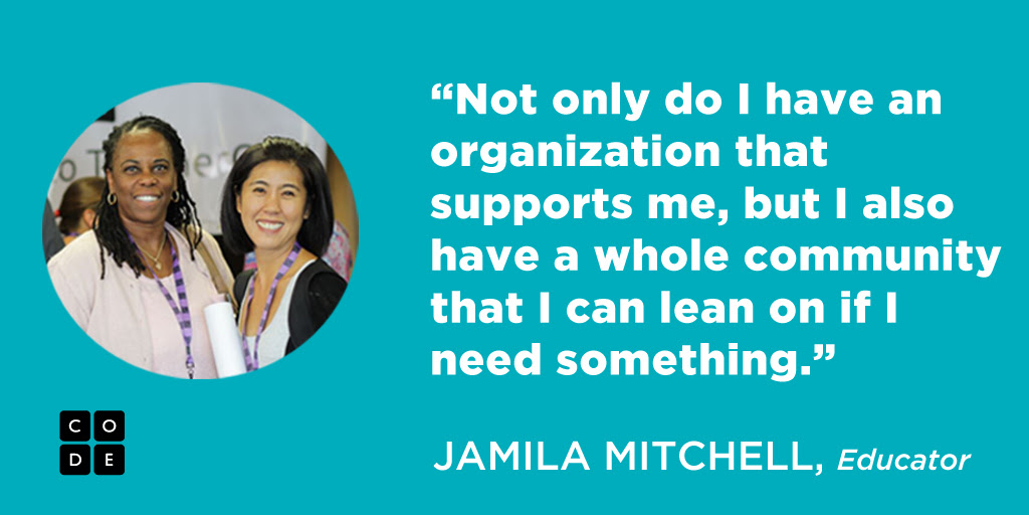 “Not only do I have an
organization that
supports me, but I also
have a whole community
that I can lean on if I
need something.”
JAMILA MITCHELL, Educator
C O
D E